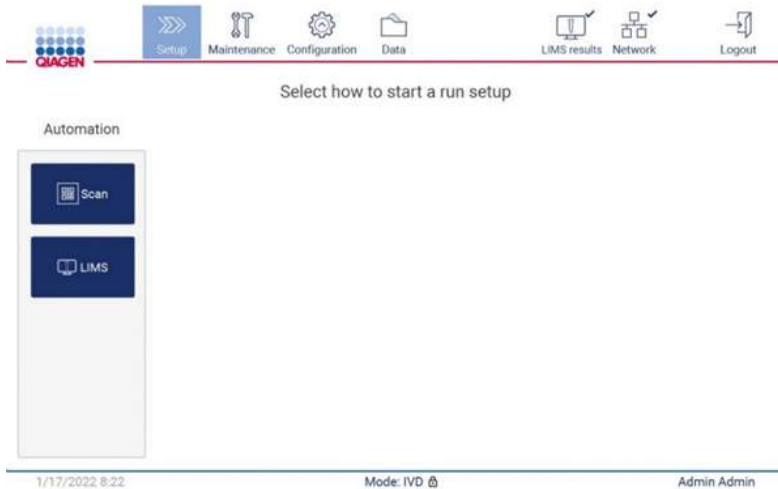 QIAGEN
Setup
Maintenance
Configuration
Data
LIMS results
Network
Logout
Select how to start a run setup
Automation
Scan
LIMS
1/17/2022 8:22
Mode: IVD
Admin Admin